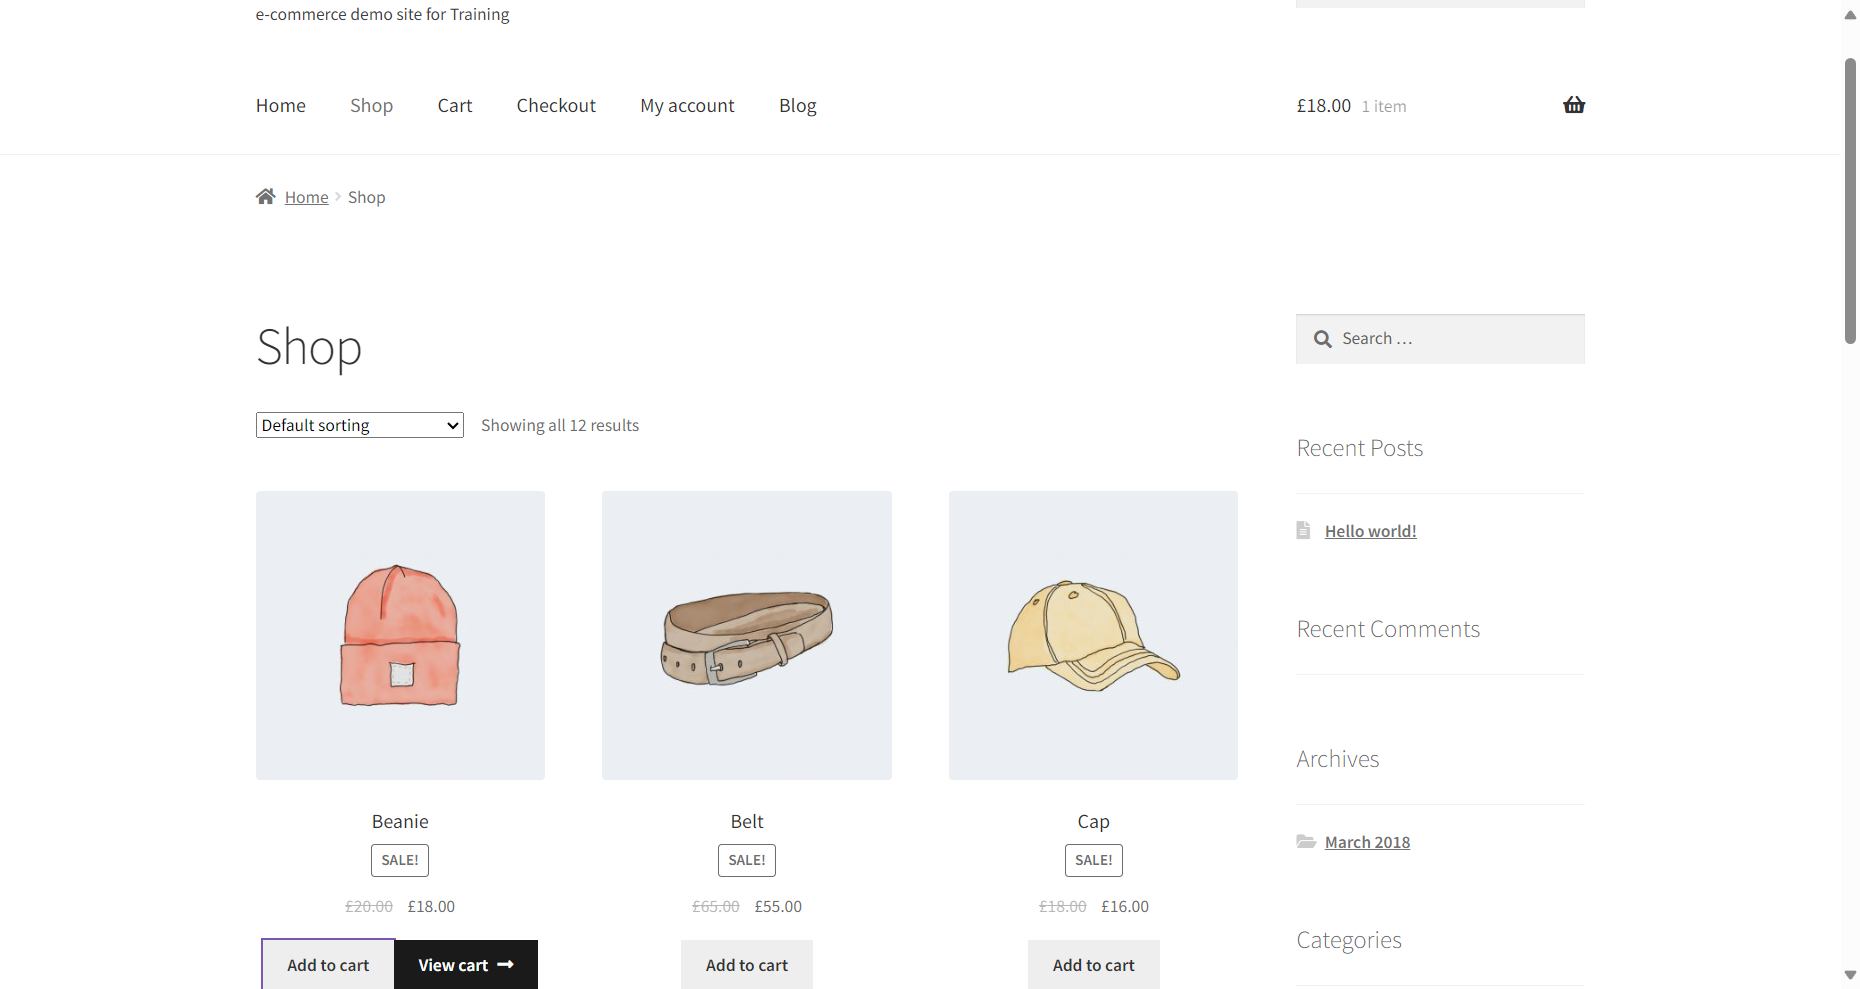 e-commerce demo site for Training
Home Shop Cart Checkout My account Blog
£18.00 1 item
Home Shop
Shop
Search …
Default sorting
Showing all 12 results
Recent Posts
Hello world!
Recent Comments
Archives
March 2018
Categories
Beanie
SALE!
£20.00 £18.00
Add to cart
View cart
Belt
SALE!
£65.00 £55.00
Add to cart
Cap
SALE!
£18.00 £16.00
Add to cart